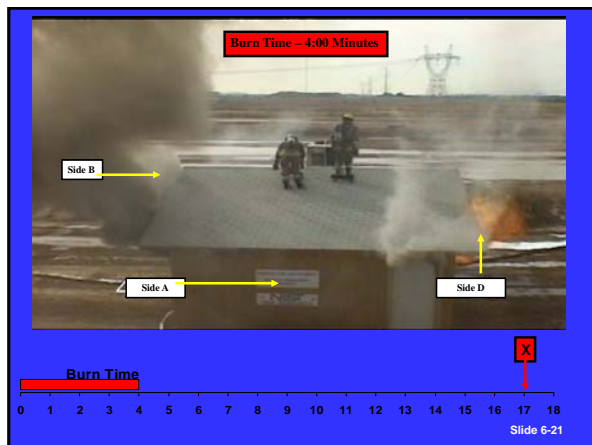 Burn Time – 4:00 Minutes
Side B
Side A
Side D
X
Burn Time
0 1 2 3 4 5 6 7 8 9 10 11 12 13 14 15 16 17 18
Slide 6-21